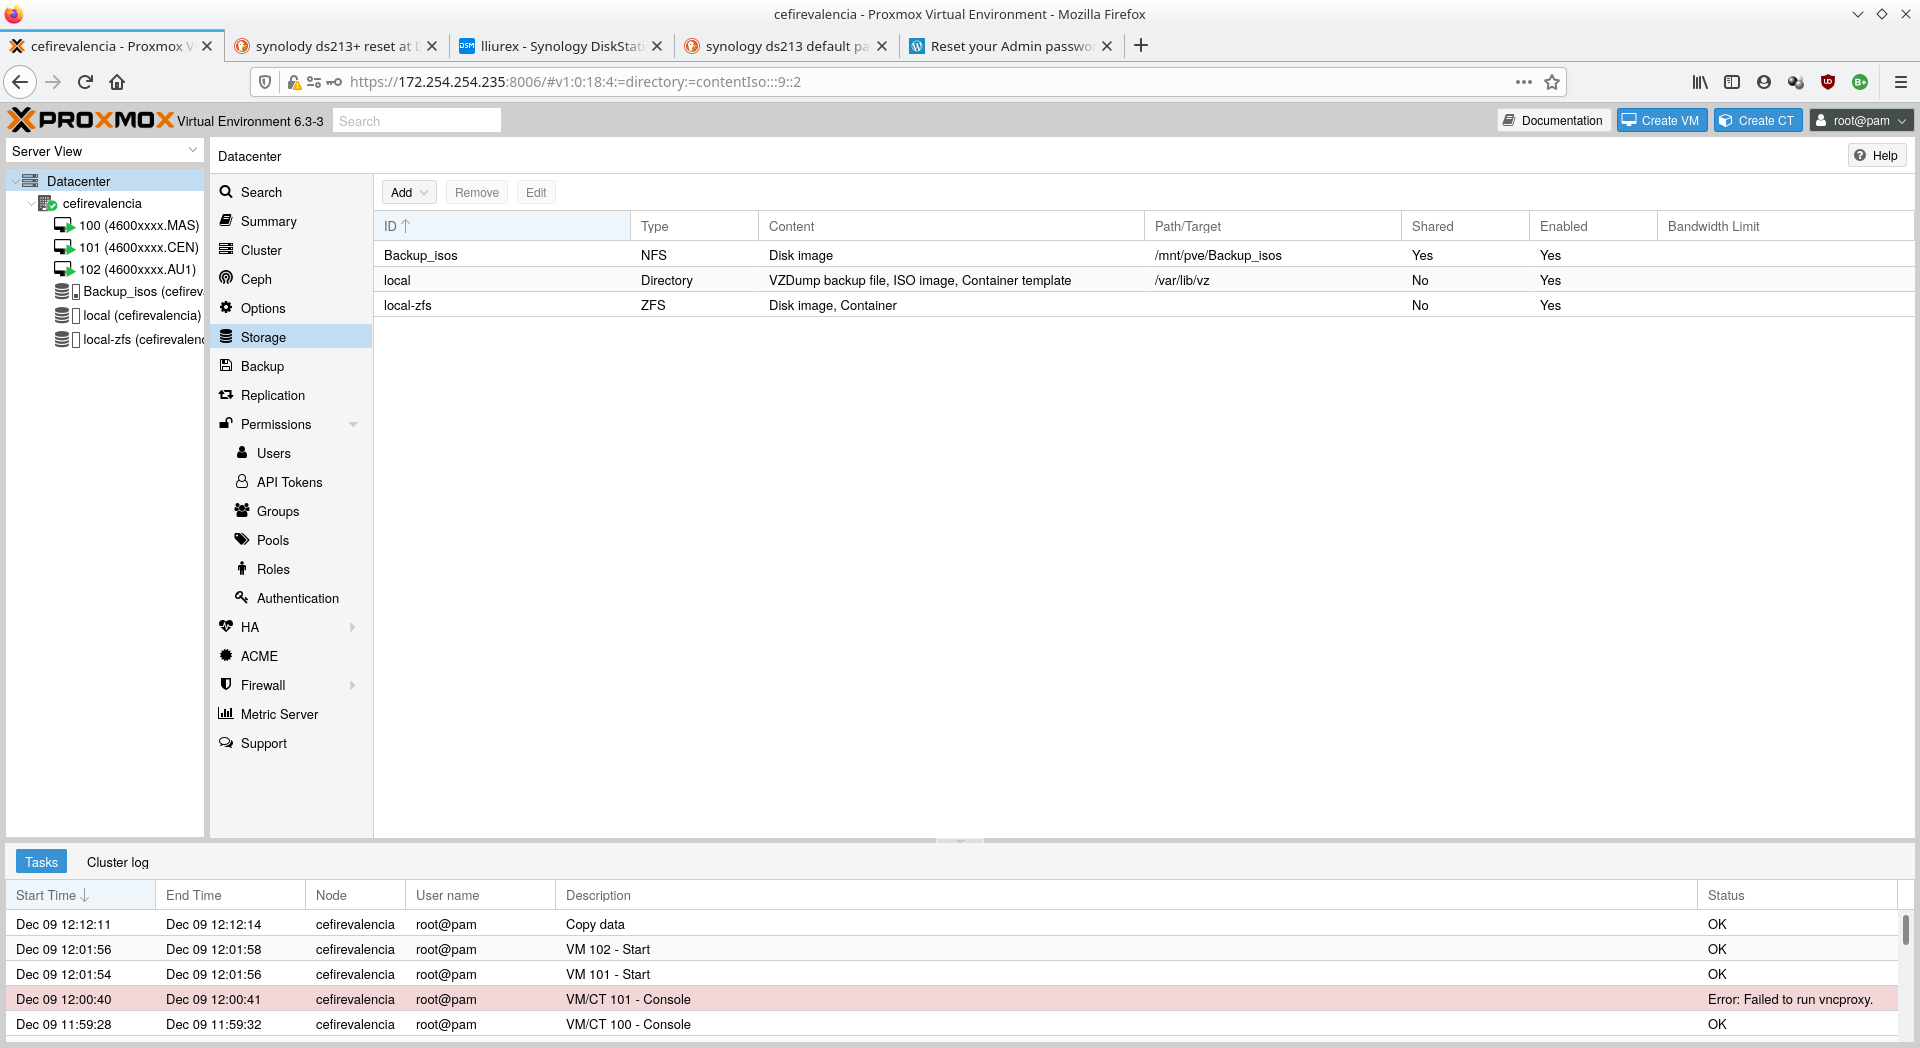 cefirevalencia - Proxmox Virtual Environment - Mozilla Firefox
cefirevalencia - Proxmox V
synolody ds213+ reset at D
DSM lliurex - Synology DiskStati
synology ds213 default pa
Reset your Admin passwo
https://172.254.254.235:8006/#v1:0:18:4:=directory:=contentIso:::9::2
PROXMOX Virtual Environment 6.3-3 Search Documentation Create VM Create CT root@pam
Server View
Datacenter
cefirevalencia
100 (4600xxxx.MAS)
101 (4600xxxx.CEN)
102 (4600xxxx.AU1)
Backup_isos (cefirev
local (cefirevalencia)
local-zfs (cefirevalenc
Datacenter Help
Search
Summary
Cluster
Ceph
Options
Storage
Backup
Replication
Permissions
Users
API Tokens
Groups
Pools
Roles
Authentication
HA
ACME
Firewall
Metric Server
Support
Add Remove Edit
ID Type Content Path/Target Shared Enabled Bandwidth Limit
Backup_isos NFS Disk image /mnt/pve/Backup_isos Yes Yes
local Directory VZDump backup file, ISO image, Container template /var/lib/vz No Yes
local-zfs ZFS Disk image, Container No Yes
Tasks Cluster log
Start Time End Time Node User name Description Status
Dec 09 12:12:11 Dec 09 12:12:14 cefirevalencia root@pam Copy data OK
Dec 09 12:01:56 Dec 09 12:01:58 cefirevalencia root@pam VM 102 - Start OK
Dec 09 12:01:54 Dec 09 12:01:56 cefirevalencia root@pam VM 101 - Start OK
Dec 09 12:00:40 Dec 09 12:00:41 cefirevalencia root@pam VM/CT 101 - Console Error: Failed to run vncproxy.
Dec 09 11:59:28 Dec 09 11:59:32 cefirevalencia root@pam VM/CT 100 - Console OK